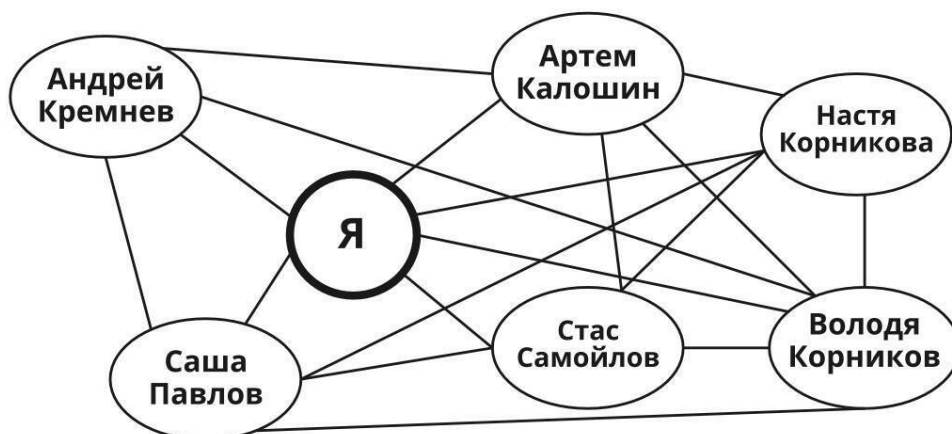 Андрей
Кремнев
Артем
Калошин
Настя
Корникова
Я
Саша
Павлов
Стас
Самойлов
Володя
Корников